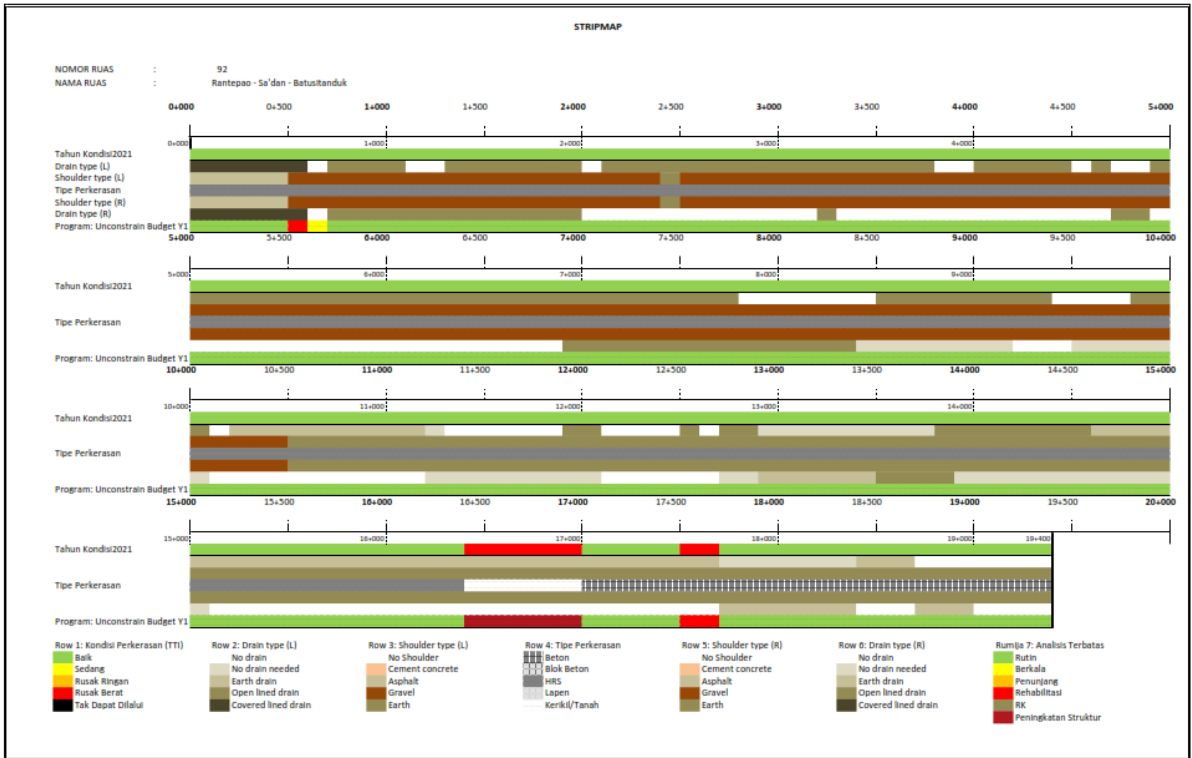 STRIPMAP
NOMOR RUAS : 92
NAMA RUAS : Rantepao - Sa'dan - Batusitanduk
0+000 0+500 1+000 1+500 2+000 2+500 3+000 3+500 4+000 4+500 5+000
0+000 1+000 2+000 3+000 4+000
Tahun Kondisi2021
Drain type (L)
Shoulder type (L)
Tipe Perkerasan
Shoulder type (R)
Drain type (R)
Program: Unconstrain Budget Y1
5+000 5+500 6+000 6+500 7+000 7+500 8+000 8+500 9+000 9+500 10+000
5+000 6+000 7+000 8+000 9+000
Tahun Kondisi2021
Tipe Perkerasan
Program: Unconstrain Budget Y1
10+000 10+500 11+000 11+500 12+000 12+500 13+000 13+500 14+000 14+500 15+000
10+000 11+000 12+000 13+000 14+000
Tahun Kondisi2021
Tipe Perkerasan
Program: Unconstrain Budget Y1
15+000 15+500 16+000 16+500 17+000 17+500 18+000 18+500 19+000 19+500 20+000
15+000 16+000 17+000 18+000 19+000 19+400
Tahun Kondisi2021
Tipe Perkerasan
Program: Unconstrain Budget Y1
Row 1: Kondisi Perkerasan (TTI)
Baik
Sedang
Rusak Ringan
Rusak Berat
Tak Dapat Dilalui
Row 2: Drain type (L)
No drain
No drain needed
Earth drain
Open lined drain
Covered lined drain
Row 3: Shoulder type (L)
No Shoulder
Cement concrete
Asphalt
Gravel
Earth
Row 4: Tipe Perkerasan
Beton
Blok Beton
HRS
Lapen
Kerikil/Tanah
Row 5: Shoulder type (R)
No Shoulder
Cement concrete
Asphalt
Gravel
Earth
Row 6: Drain type (R)
No drain
No drain needed
Earth drain
Open lined drain
Covered lined drain
Rumija 7: Analisis Terbatas
Rutin
Berkala
Penunjang
Rehabilitasi
RK
Peningkatan Struktur